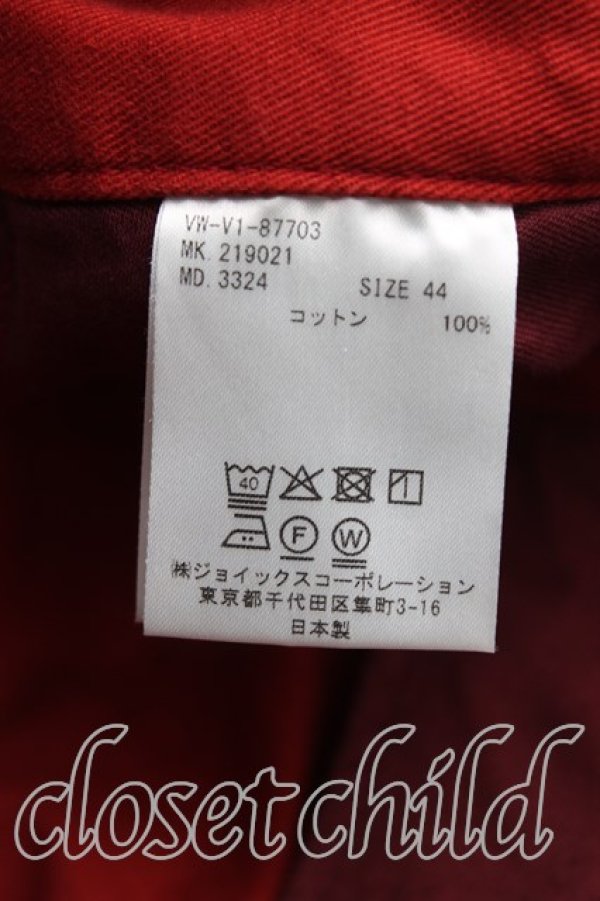 VW-V1-87703
MK. 219021
MD. 3324 SIZE 44
コットン 100%
40
F W
㈱ジョイックスコーポレーション
東京都千代田区隼町3-16
日本製
closet child